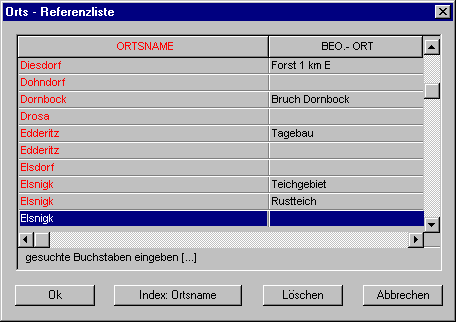 Orts - Referenzliste
ORTSNAME BEO.- ORT
Diesdorf Forst 1 km E
Dohndorf
Dornbock Bruch Dornbock
Drosa
Edderitz Tagebau
Edderitz
Elsdorf
Elsnigk Teichgebiet
Elsnigk Rustteich
Elsnigk
gesuchte Buchstaben eingeben [...]
Ok Index: Ortsname Löschen Abbrechen